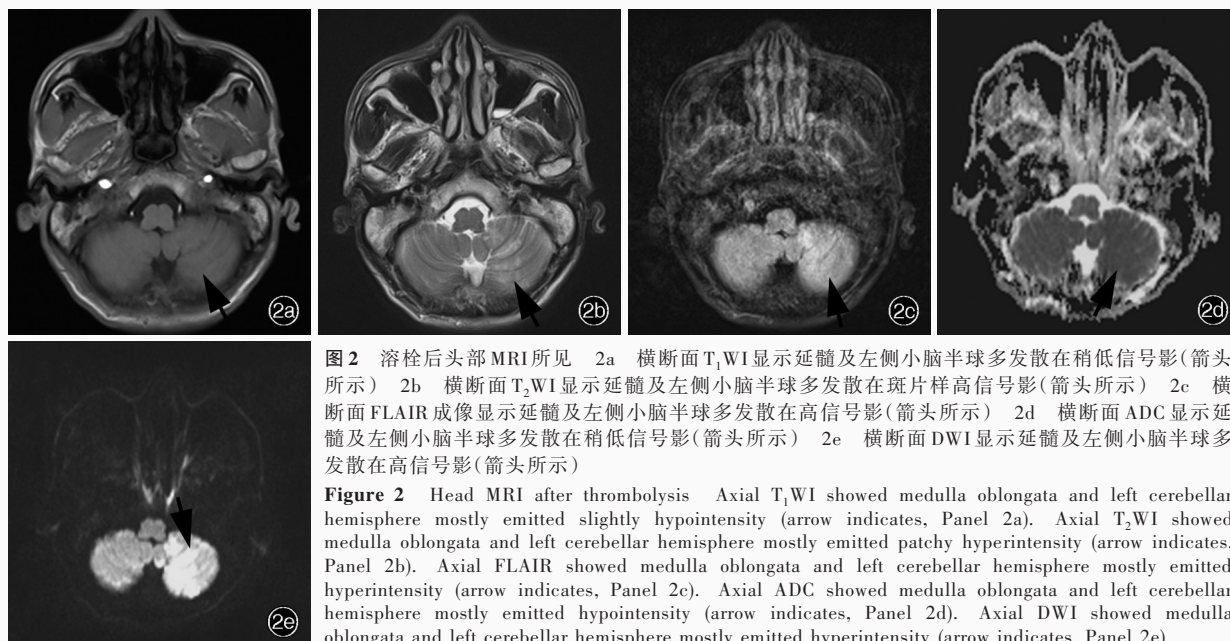 2a
2b
2c
2d
2e
图2 溶栓后头部MRI所见 2a 横断面T₁WI显示延髓及左侧小脑半球多发散在稍低信号影(箭头
所示) 2b 横断面T₂WI显示延髓及左侧小脑半球多发散在斑片样高信号影(箭头所示) 2c 横
断面FLAIR成像显示延髓及左侧小脑半球多发散在高信号影(箭头所示) 2d 横断面ADC显示延
髓及左侧小脑半球多发散在稍低信号影(箭头所示) 2e 横断面DWI显示延髓及左侧小脑半球多
发散在高信号影(箭头所示)
Figure 2 Head MRI after thrombolysis Axial T₁WI showed medulla oblongata and left cerebellar
hemisphere mostly emitted slightly hypointensity (arrow indicates, Panel 2a). Axial T₂WI showed
medulla oblongata and left cerebellar hemisphere mostly emitted patchy hyperintensity (arrow indicates,
Panel 2b). Axial FLAIR showed medulla oblongata and left cerebellar hemisphere mostly emitted
hyperintensity (arrow indicates, Panel 2c). Axial ADC showed medulla oblongata and left cerebellar
hemisphere mostly emitted hypointensity (arrow indicates, Panel 2d). Axial DWI showed medulla
oblongata and left cerebellar hemisphere mostly emitted hyperintensity (arrow indicates, Panel 2e).